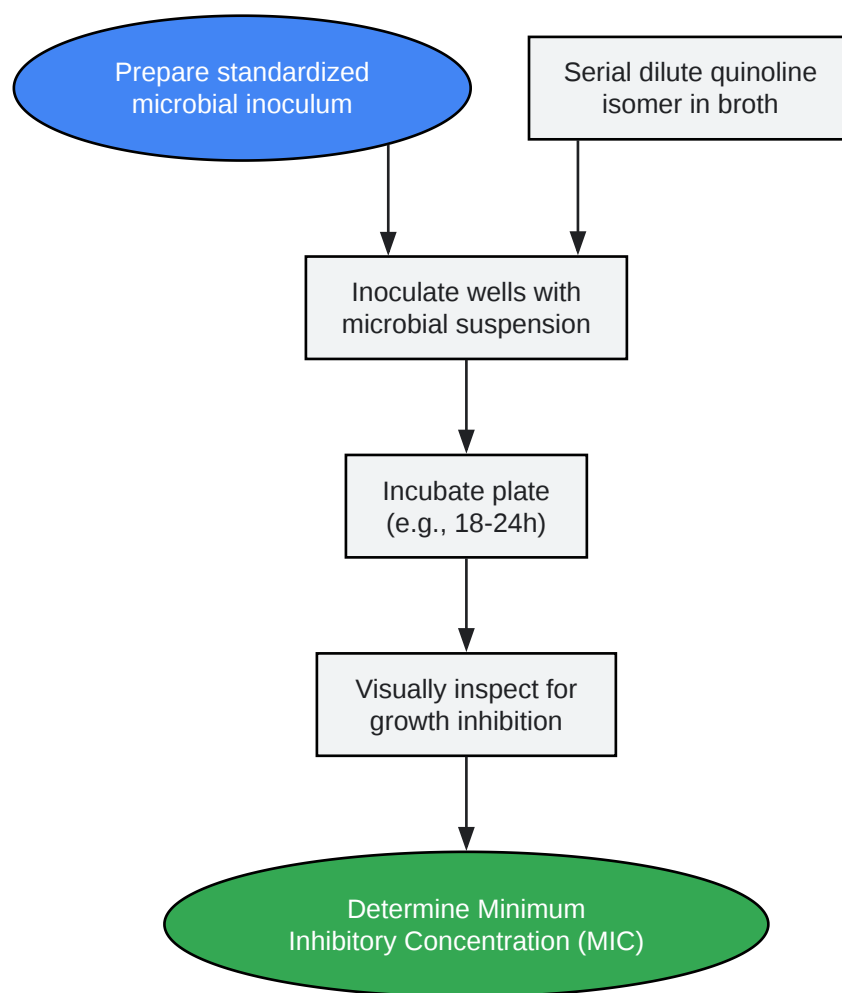 Prepare standardized
microbial inoculum
Serial dilute quinoline
isomer in broth
Inoculate wells with
microbial suspension
Incubate plate
(e.g., 18-24h)
Visually inspect for
growth inhibition
Determine Minimum
Inhibitory Concentration (MIC)